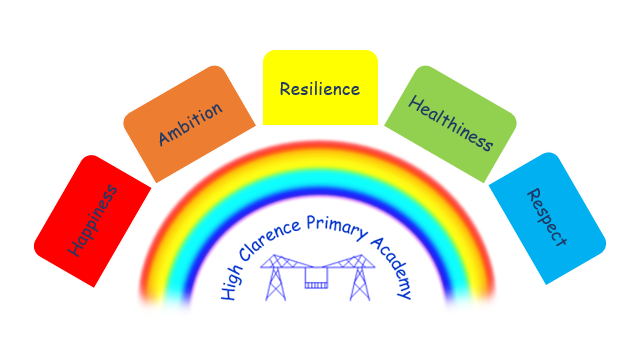 Happiness
Ambition
Resilience
Healthiness
Respect
High Clarence Primary Academy